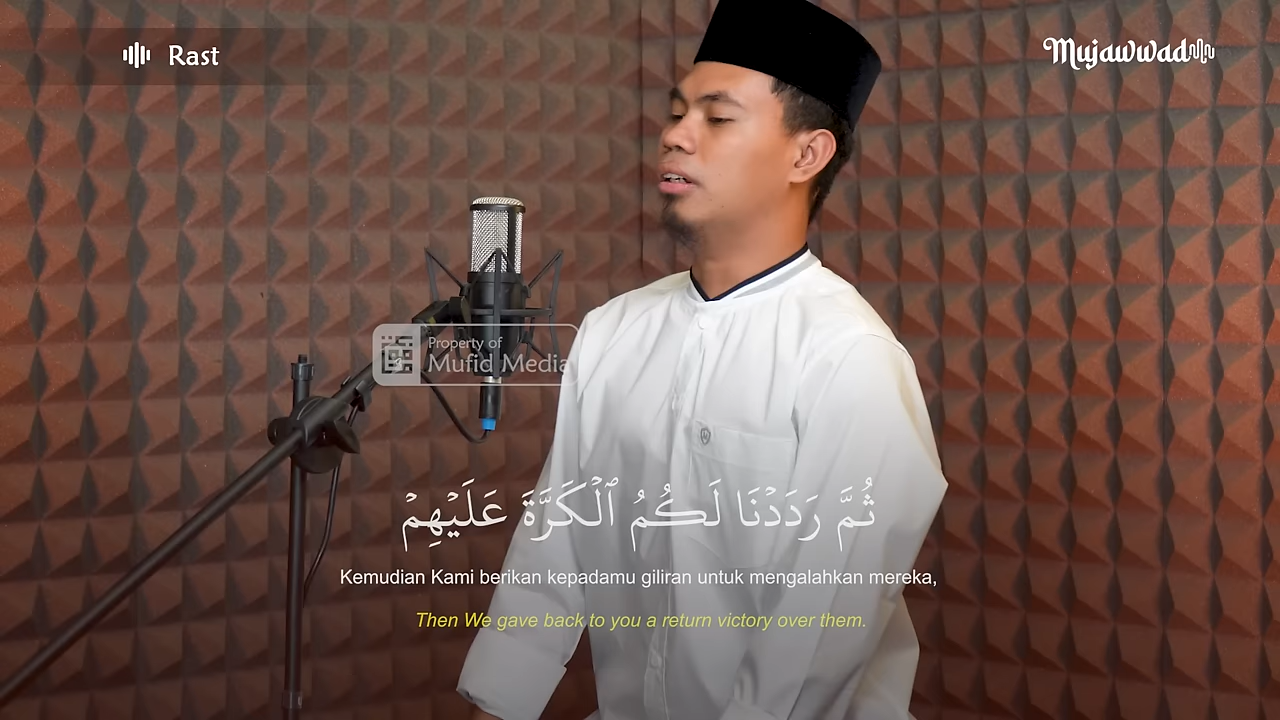 Rast
Mujawwad
Property of
Mufid Media
ثُمَّ رَدَدْنَا لَكُمُ ٱلْكَرَّةَ عَلَيْهِمْ
Kemudian Kami berikan kepadamu giliran untuk mengalahkan mereka,
Then We gave back to you a return victory over them.